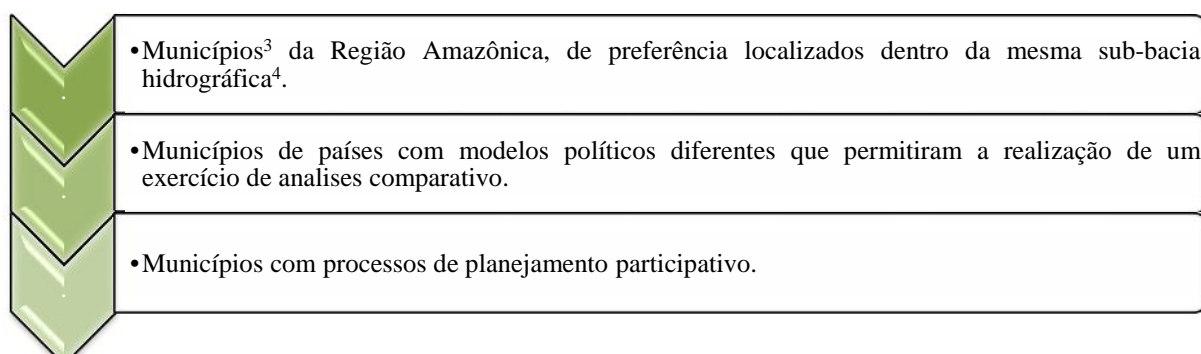 •Municípios³ da Região Amazônica, de preferência localizados dentro da mesma sub-bacia
hidrográfica⁴.
•Municípios de países com modelos políticos diferentes que permitiram a realização de um
exercício de analises comparativo.
•Municípios com processos de planejamento participativo.